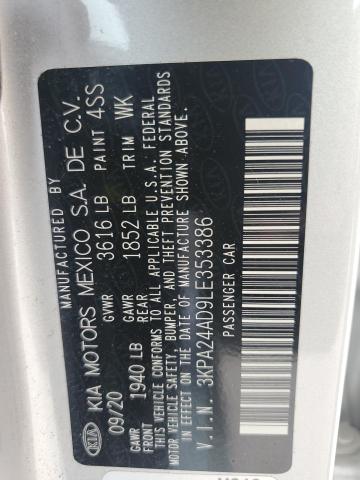 MANUFACTURED BY
KIA KIA MOTORS MEXICO S.A. DE C.V.
09/20 GVWR 3616 LB PAINT 4SS
GAWR FRONT 1940 LB GAWR REAR 1852 LB TRIM WK
THIS VEHICLE CONFORMS TO ALL APPLICABLE U.S.A. FEDERAL
MOTOR VEHICLE SAFETY, BUMPER, AND THEFT PREVENTION STANDARDS
IN EFFECT ON THE DATE OF MANUFACTURE SHOWN ABOVE.
V.I.N. 3KPA24AD9LE353386
PASSENGER CAR